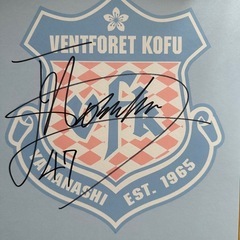 VENTFORET KOFU
VFK
47
YAMANASHI EST. 1965